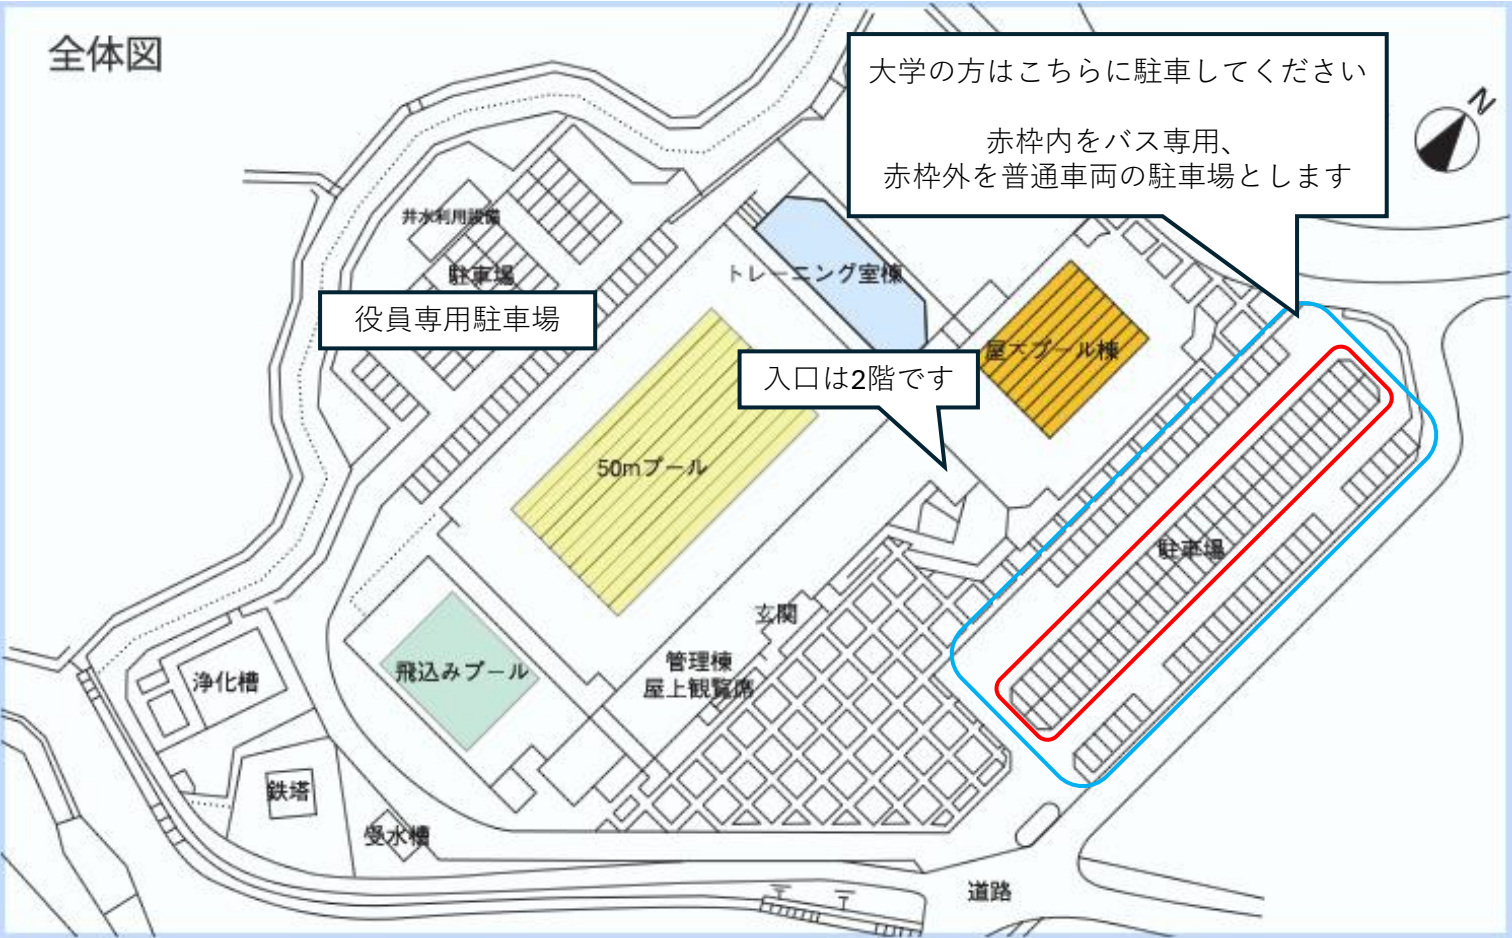 全体図
大学の方はこちらに駐車してください
赤枠内をバス専用、
赤枠外を普通車両の駐車場とします
N
井水利用設備
駐車場
役員専用駐車場
トレーニング室棟
入口は2階です
屋大プール棟
50mプール
駐車場
玄関
管理棟
屋上観覧席
飛込みプール
浄化槽
鉄塔
受水槽
道路